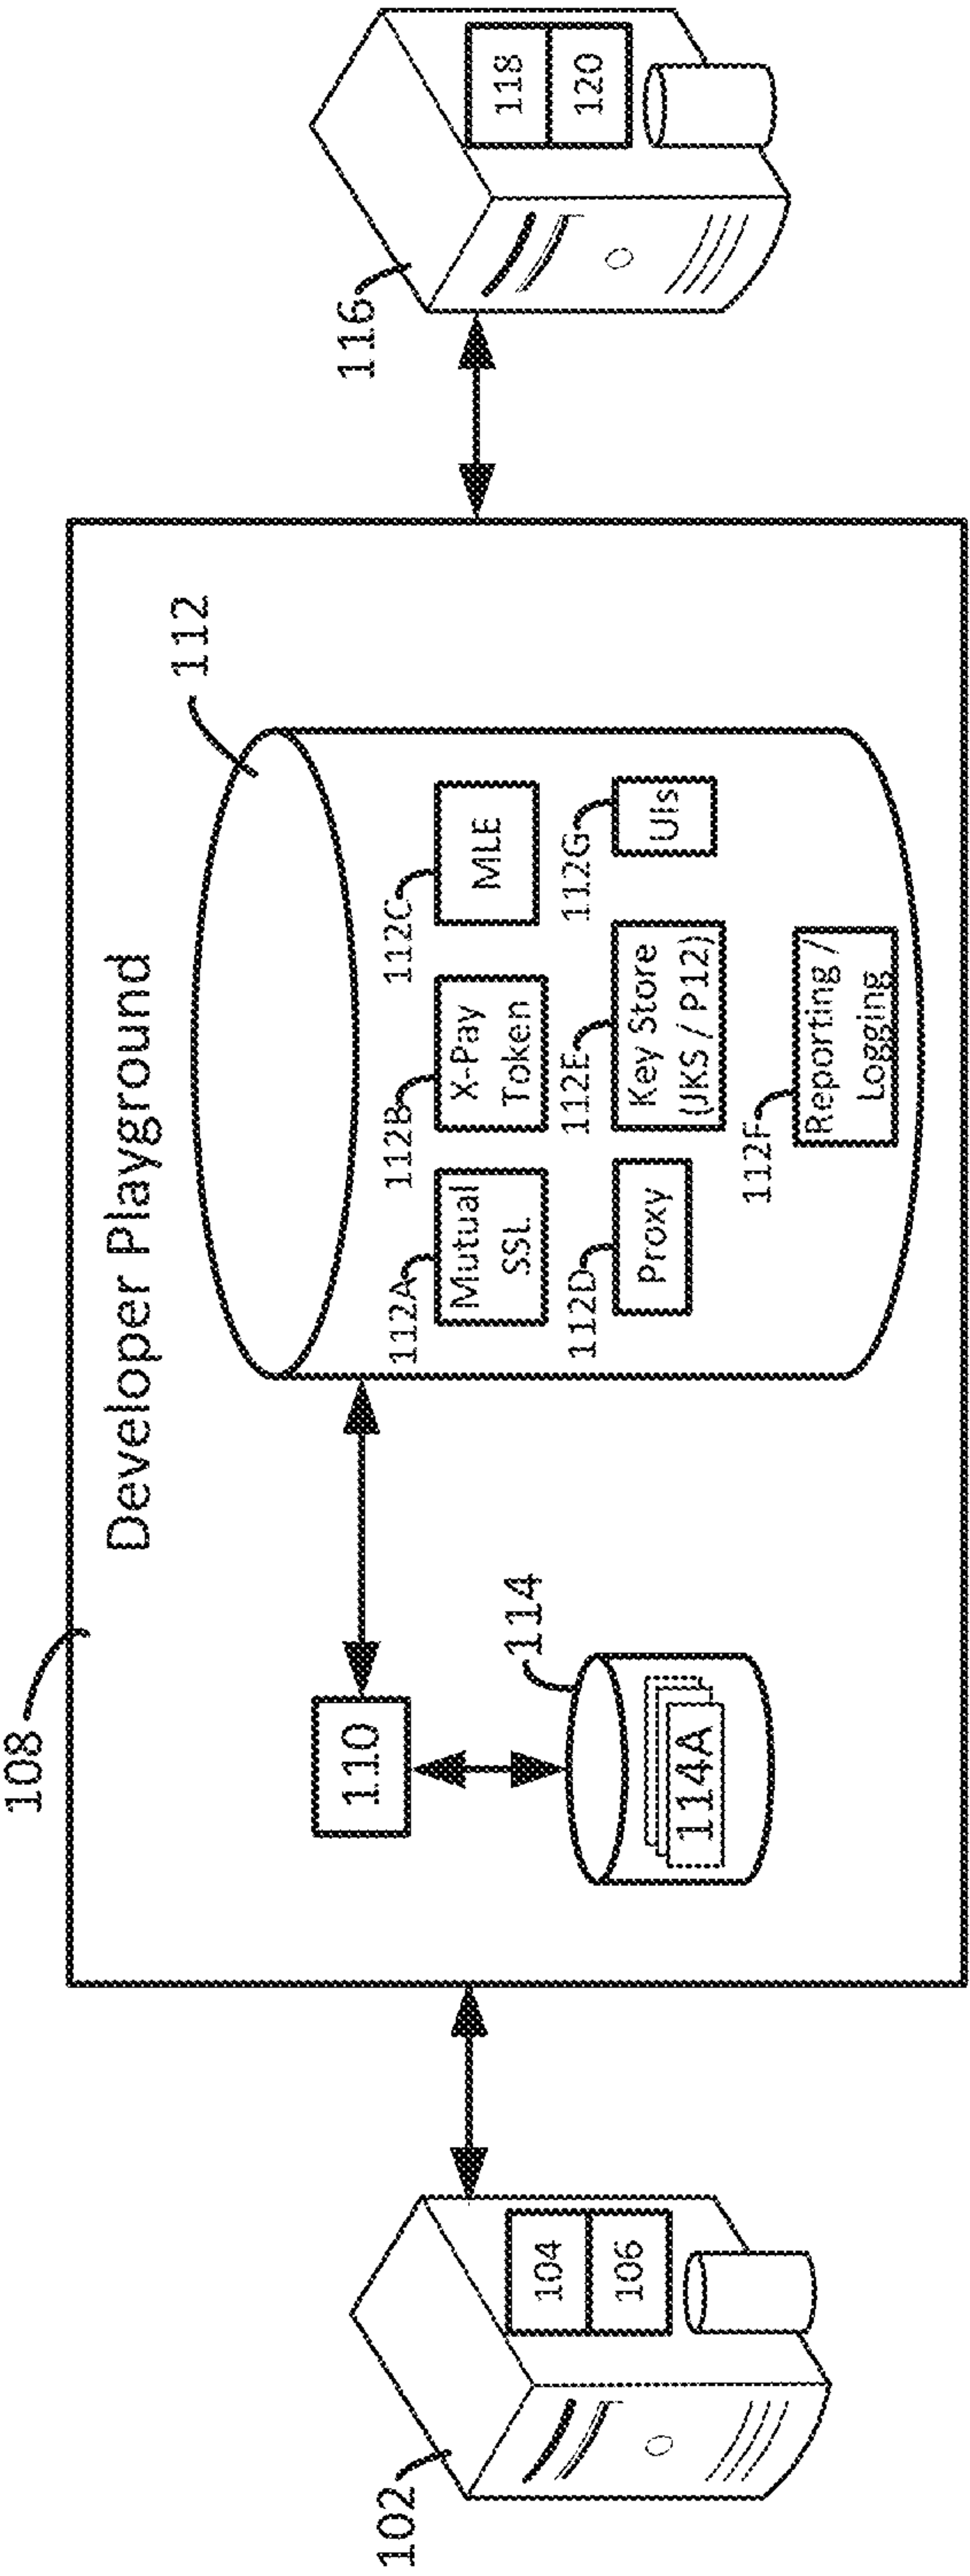 108
Developer Playground
112
116
118
120
110
112A
112B
112C
Mutual
SSL
X-Pay
Token
MLE
112D
112E
112G
Proxy
Key Store
(JKS / P12)
UIs
112F
Reporting /
Logging
114
114A
102
104
106